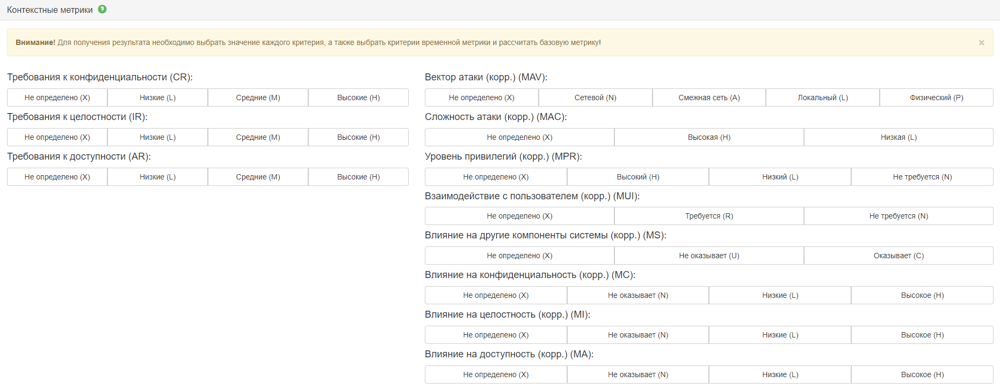 Контекстные метрики ?
Внимание! Для получения результата необходимо выбрать значение каждого критерия, а также выбрать критерии временной метрики и рассчитать базовую метрику! ×
Требования к конфиденциальности (CR):
Не определено (X) Низкие (L) Средние (M) Высокие (H)
Требования к целостности (IR):
Не определено (X) Низкие (L) Средние (M) Высокие (H)
Требования к доступности (AR):
Не определено (X) Низкие (L) Средние (M) Высокие (H)
Вектор атаки (корр.) (MAV):
Не определено (X) Сетевой (N) Смежная сеть (A) Локальный (L) Физический (P)
Сложность атаки (корр.) (MAC):
Не определено (X) Высокая (H) Низкая (L)
Уровень привилегий (корр.) (MPR):
Не определено (X) Высокий (H) Низкий (L) Не требуется (N)
Взаимодействие с пользователем (корр.) (MUI):
Не определено (X) Требуется (R) Не требуется (N)
Влияние на другие компоненты системы (корр.) (MS):
Не определено (X) Не оказывает (U) Оказывает (C)
Влияние на конфиденциальность (корр.) (MC):
Не определено (X) Не оказывает (N) Низкие (L) Высокое (H)
Влияние на целостность (корр.) (MI):
Не определено (X) Не оказывает (N) Низкие (L) Высокое (H)
Влияние на доступность (корр.) (MA):
Не определено (X) Не оказывает (N) Низкие (L) Высокое (H)